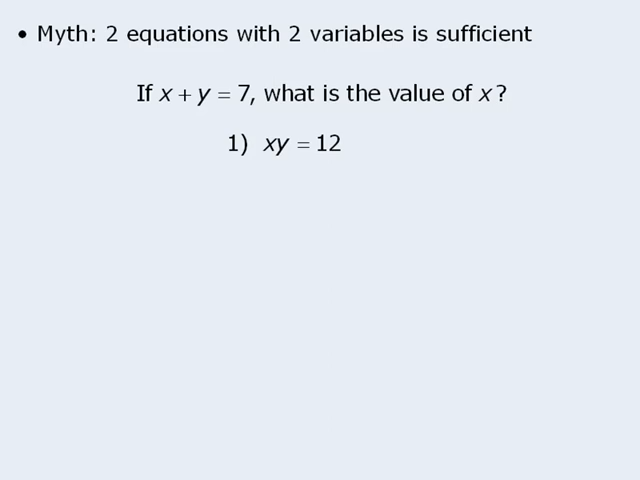 • Myth: 2 equations with 2 variables is sufficient
If x + y = 7, what is the value of x ?
1) xy = 12